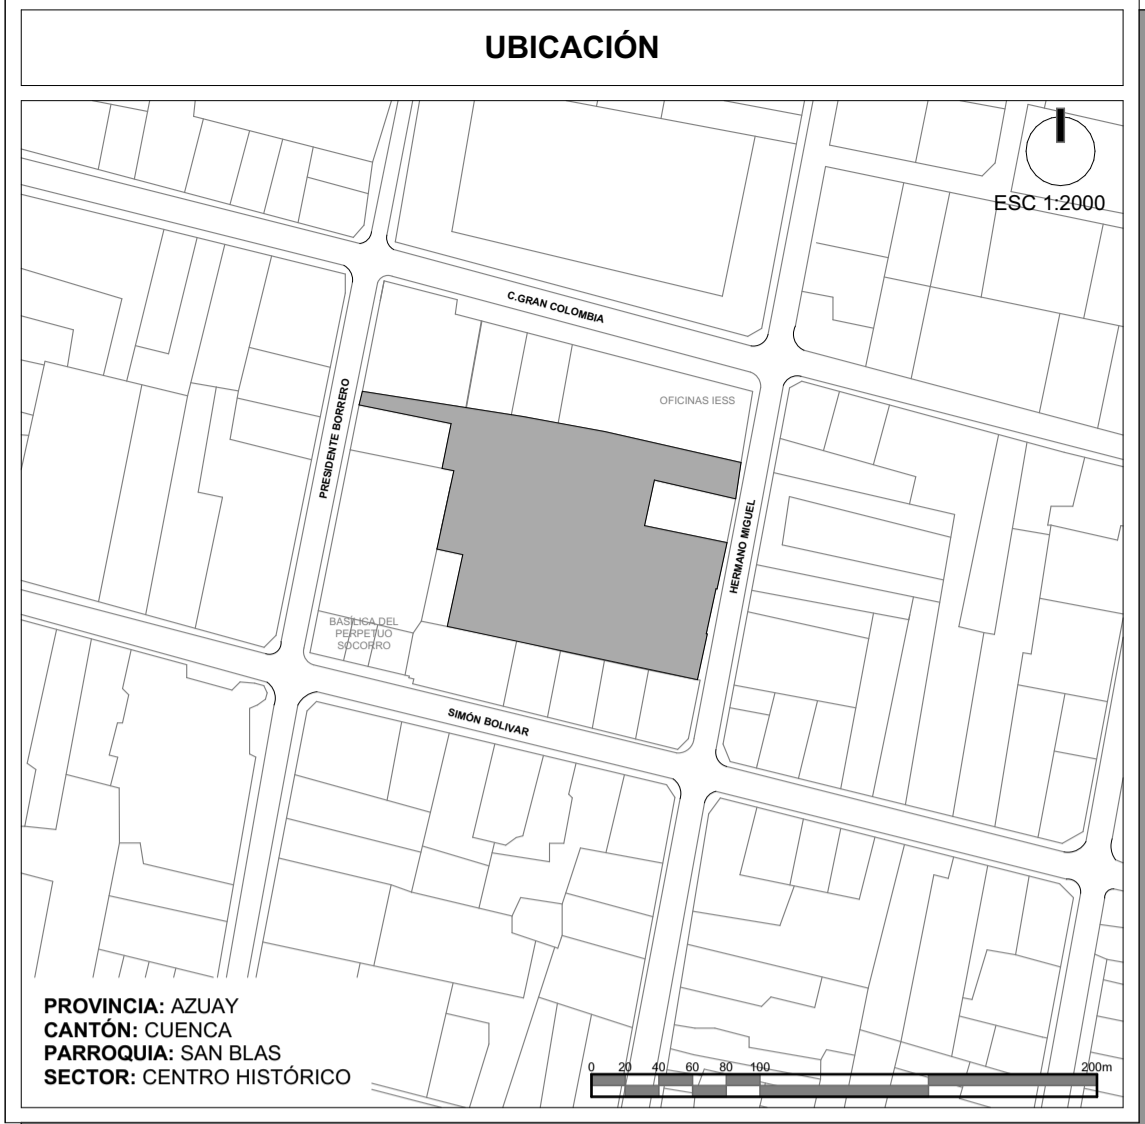 UBICACIÓN
ESC 1:2000
C.GRAN COLOMBIA
OFICINAS IESS
PRESIDENTE BORRERO
HERMANO MIGUEL
BASÍLICA DEL
PERPETUO
SOCORRO
SIMÓN BOLIVAR
PROVINCIA: AZUAY
CANTÓN: CUENCA
PARROQUIA: SAN BLAS
SECTOR: CENTRO HISTÓRICO
0 20 40 60 80 100 200m